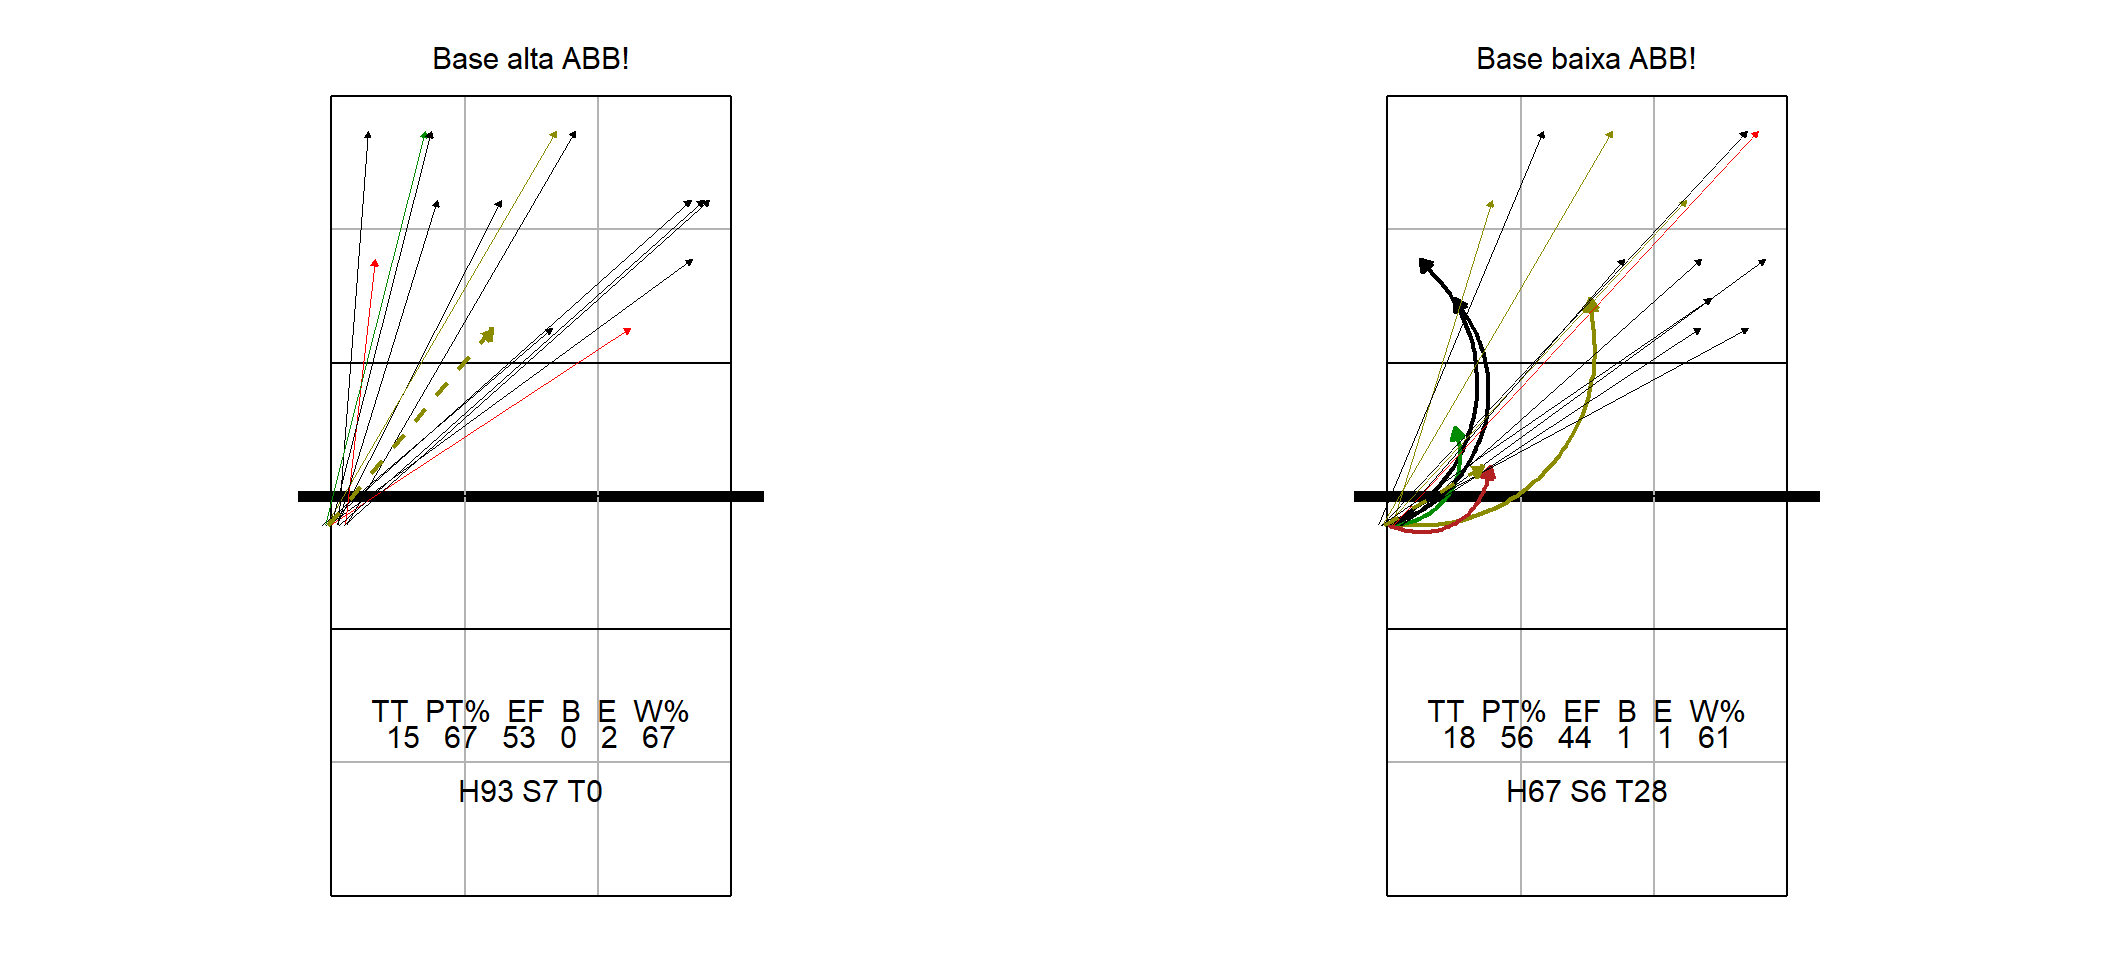 Base alta ABB!
TT PT% EF B E W%
15 67 53 0 2 67
H93 S7 T0
Base baixa ABB!
TT PT% EF B E W%
18 56 44 1 1 61
H67 S6 T28